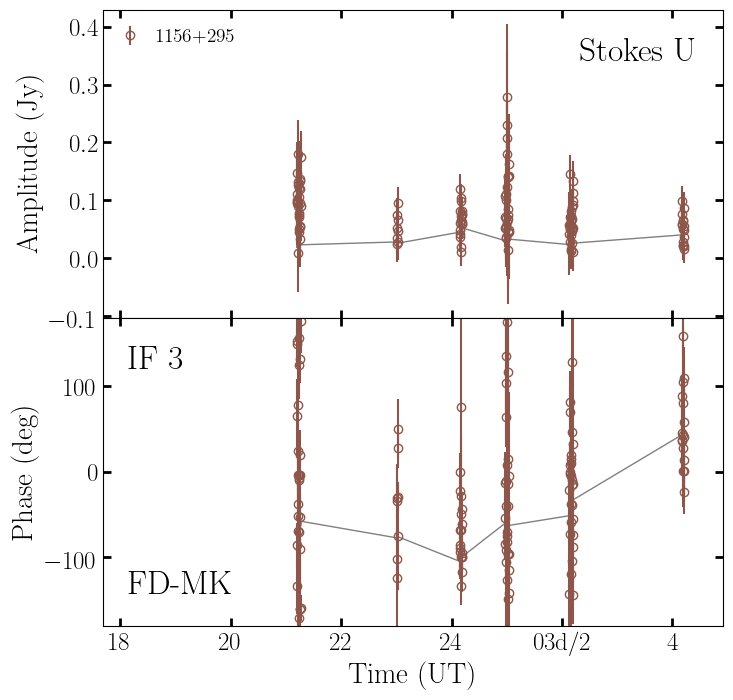 1156+295
Stokes U
Amplitude (Jy)
0.4
0.3
0.2
0.1
0.0
−0.1
IF 3
FD-MK
Phase (deg)
100
0
−100
18 20 22 24 03d/2 4
Time (UT)